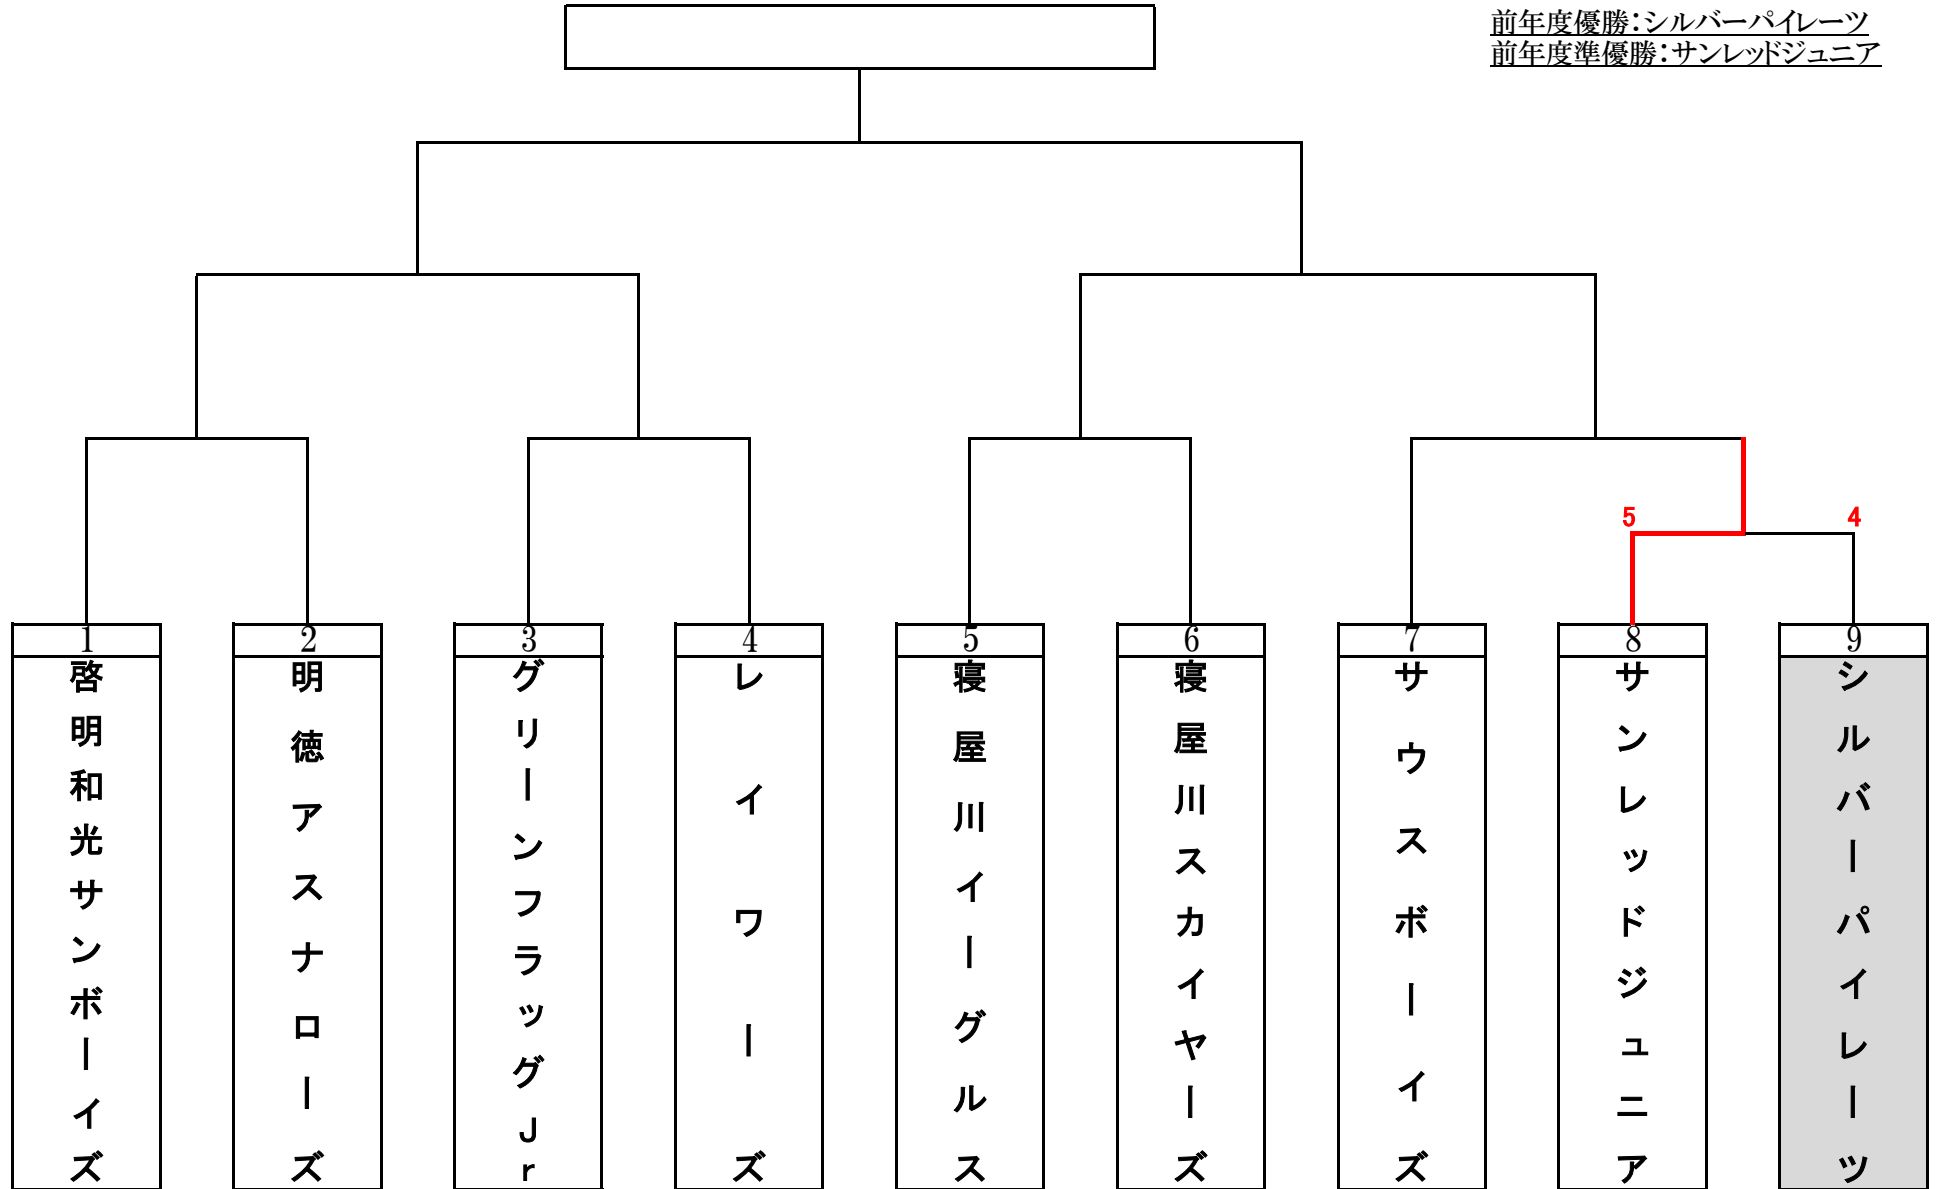 前年度優勝：シルバーパイレーツ
前年度準優勝：サンレッドジュニア
5
4
1
2
3
4
5
6
7
8
9
啓明和光サンボーイズ
明徳アスナローズ
グリーンフラッグJr
レイワーズ
寝屋川イーグルス
寝屋川スカイヤーズ
サウスボーイズ
サンレッドジュニア
シルバーパイレーツ